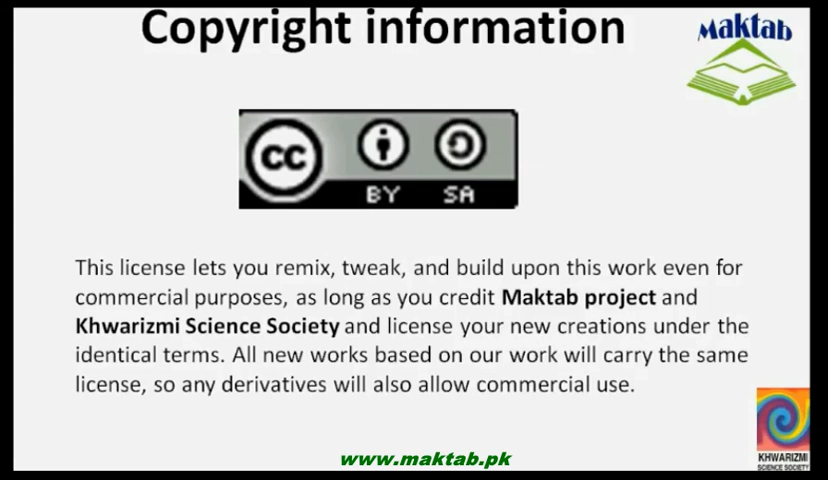 Copyright information
Maktab
cc
BY SA
This license lets you remix, tweak, and build upon this work even for
commercial purposes, as long as you credit Maktab project and
Khwarizmi Science Society and license your new creations under the
identical terms. All new works based on our work will carry the same
license, so any derivatives will also allow commercial use.
KHWARIZMI
SCIENCE SOCIETY
www.maktab.pk